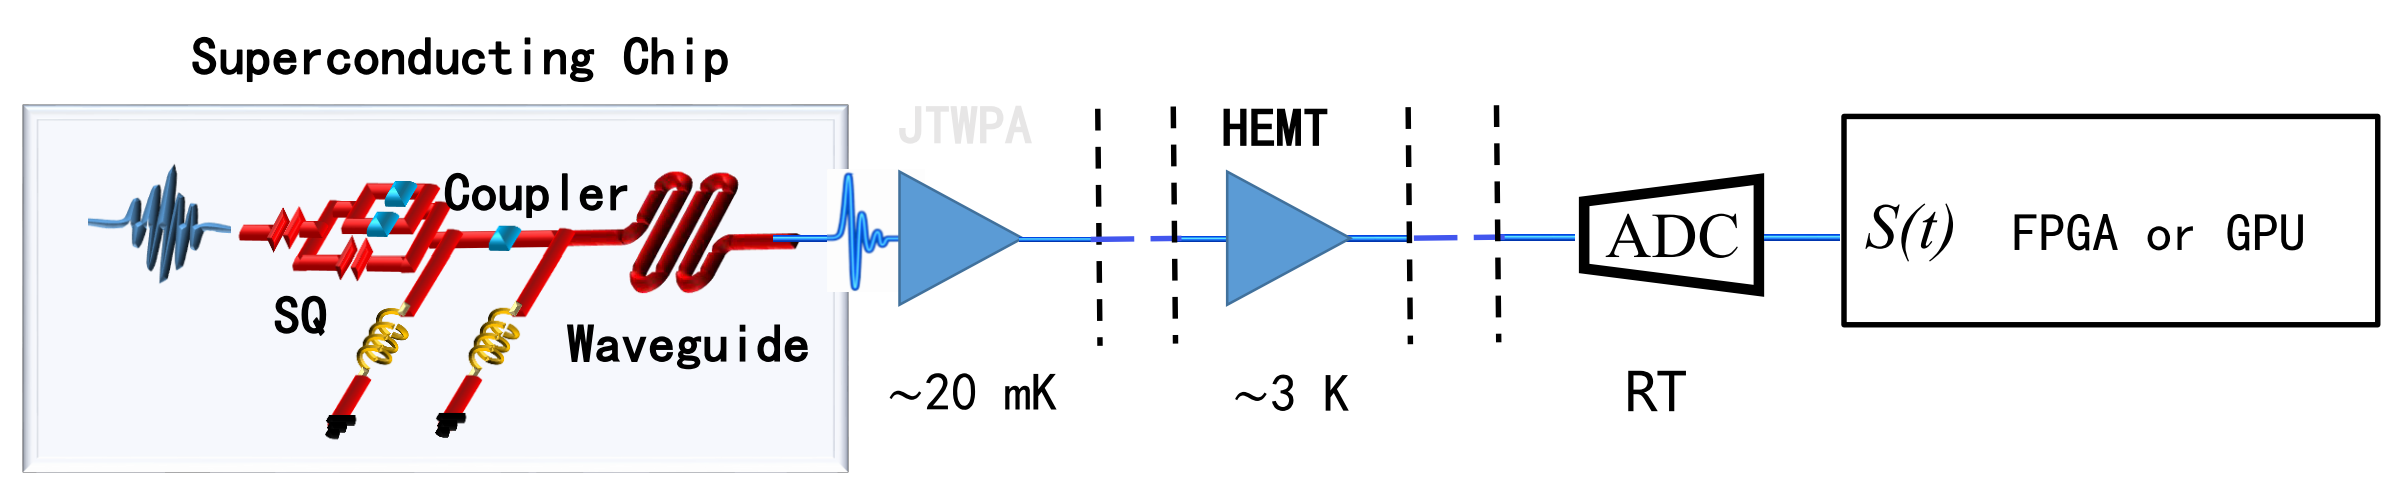 Superconducting Chip
JTWPA
HEMT
Coupler
SQ
Waveguide
ADC
S(t)
FPGA or GPU
~20 mK
~3 K
RT